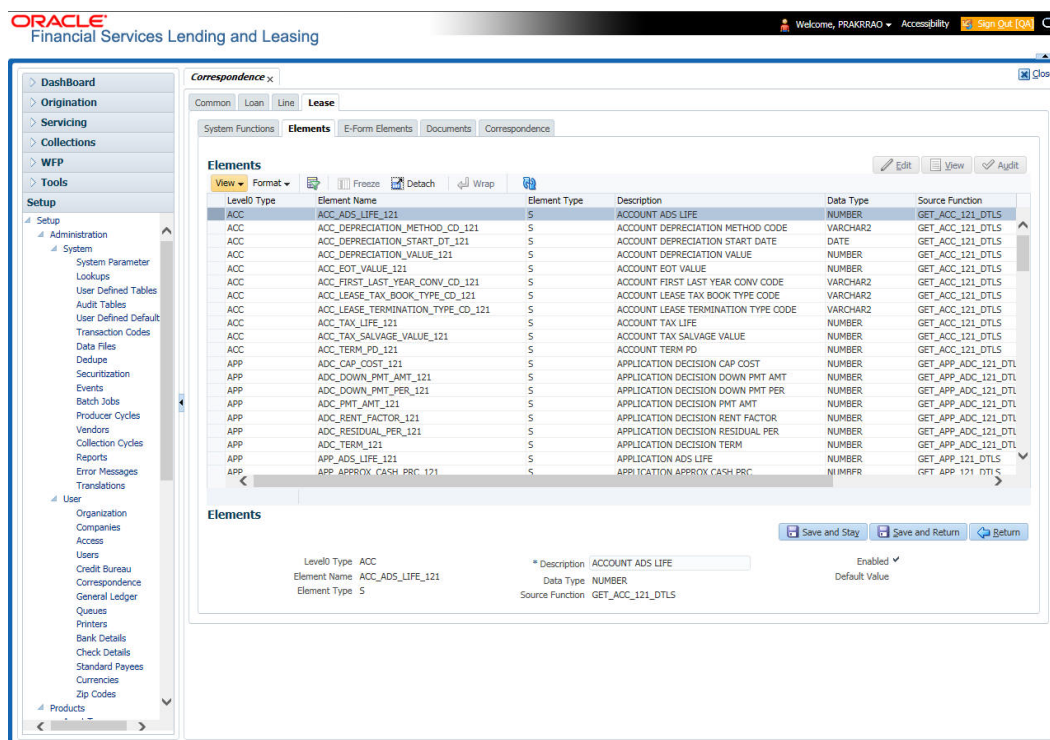 ORACLE
Financial Services Lending and Leasing
Welcome, PRAKRRAO Accessibility Sign Out [QA]
DashBoard
Origination
Servicing
Collections
WFP
Tools
Setup
Setup
Administration
System
System Parameter
Lookups
User Defined Tables
Audit Tables
User Defined Default
Transaction Codes
Data Files
Dedupe
Securitization
Events
Batch Jobs
Producer Cycles
Vendors
Collection Cycles
Reports
Error Messages
Translations
User
Organization
Companies
Access
Users
Credit Bureau
Correspondence
General Ledger
Queues
Printers
Bank Details
Check Details
Standard Payees
Currencies
Zip Codes
Products
Correspondence x
Clos
Common Loan Line Lease
System Functions Elements E-Form Elements Documents Correspondence
Elements
Edit View Audit
View Format Freeze Detach Wrap
Level0 Type Element Name Element Type Description Data Type Source Function
ACC ACC_ADS_LIFE_121 S ACCOUNT ADS LIFE NUMBER GET_ACC_121_DTLS
ACC ACC_DEPRECIATION_METHOD_CD_121 S ACCOUNT DEPRECIATION METHOD CODE VARCHAR2 GET_ACC_121_DTLS
ACC ACC_DEPRECIATION_START_DT_121 S ACCOUNT DEPRECIATION START DATE DATE GET_ACC_121_DTLS
ACC ACC_DEPRECIATION_VALUE_121 S ACCOUNT DEPRECIATION VALUE NUMBER GET_ACC_121_DTLS
ACC ACC_EOT_VALUE_121 S ACCOUNT EOT VALUE NUMBER GET_ACC_121_DTLS
ACC ACC_FIRST_LAST_YEAR_CONV_CD_121 S ACCOUNT FIRST LAST YEAR CONV CODE VARCHAR2 GET_ACC_121_DTLS
ACC ACC_LEASE_TAX_BOOK_TYPE_CD_121 S ACCOUNT LEASE TAX BOOK TYPE CODE VARCHAR2 GET_ACC_121_DTLS
ACC ACC_LEASE_TERMINATION_TYPE_CD_121 S ACCOUNT LEASE TERMINATION TYPE CODE VARCHAR2 GET_ACC_121_DTLS
ACC ACC_TAX_LIFE_121 S ACCOUNT TAX LIFE NUMBER GET_ACC_121_DTLS
ACC ACC_TAX_SALVAGE_VALUE_121 S ACCOUNT TAX SALVAGE VALUE NUMBER GET_ACC_121_DTLS
ACC ACC_TERM_PD_121 S ACCOUNT TERM PD NUMBER GET_ACC_121_DTLS
APP ADC_CAP_COST_121 S APPLICATION DECISION CAP COST NUMBER GET_APP_ADC_121_DTL
APP ADC_DOWN_PMT_AMT_121 S APPLICATION DECISION DOWN PMT AMT NUMBER GET_APP_ADC_121_DTL
APP ADC_DOWN_PMT_PER_121 S APPLICATION DECISION DOWN PMT PER NUMBER GET_APP_ADC_121_DTL
APP ADC_PMT_AMT_121 S APPLICATION DECISION PMT AMT NUMBER GET_APP_ADC_121_DTL
APP ADC_RENT_FACTOR_121 S APPLICATION DECISION RENT FACTOR NUMBER GET_APP_ADC_121_DTL
APP ADC_RESIDUAL_PER_121 S APPLICATION DECISION RESIDUAL PER NUMBER GET_APP_ADC_121_DTL
APP ADC_TERM_121 S APPLICATION DECISION TERM NUMBER GET_APP_ADC_121_DTL
APP APP_ADS_LIFE_121 S APPLICATION ADS LIFE NUMBER GET_APP_121_DTLS
APP APP_APPROX_CASH_PRC_121 S APPLICATION APPROX CASH PRC NUMBER GET_APP_121_DTLS
Elements
Save and Stay Save and Return Return
Level0 Type ACC * Description ACCOUNT ADS LIFE Enabled
Element Name ACC_ADS_LIFE_121 Data Type NUMBER Default Value
Element Type S Source Function GET_ACC_121_DTLS